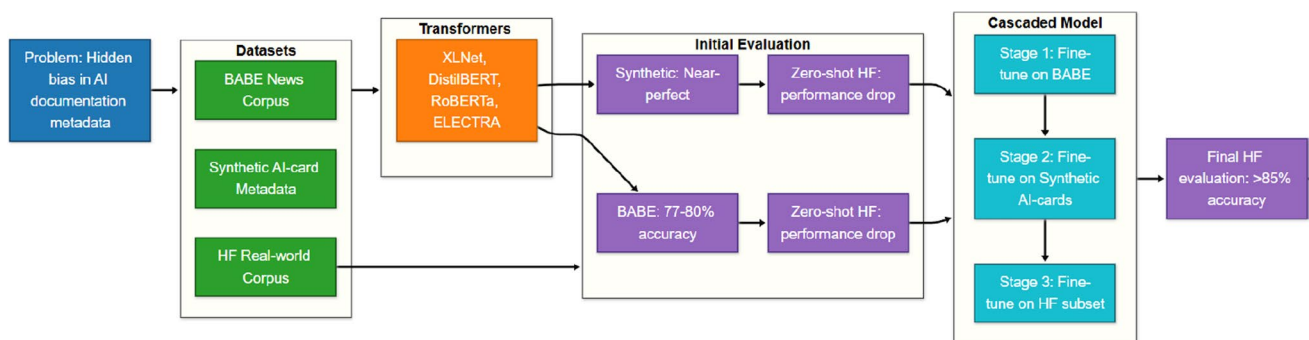 Problem: Hidden
bias in AI
documentation
metadata
Datasets
BABE News
Corpus
Synthetic AI-card
Metadata
HF Real-world
Corpus
Transformers
XLNet,
DistilBERT,
RoBERTa,
ELECTRA
Initial Evaluation
Synthetic: Near-
perfect
Zero-shot HF:
performance drop
BABE: 77-80%
accuracy
Zero-shot HF:
performance drop
Cascaded Model
Stage 1: Fine-
tune on BABE
Stage 2: Fine-
tune on Synthetic
AI-cards
Stage 3: Fine-
tune on HF subset
Final HF
evaluation: >85%
accuracy